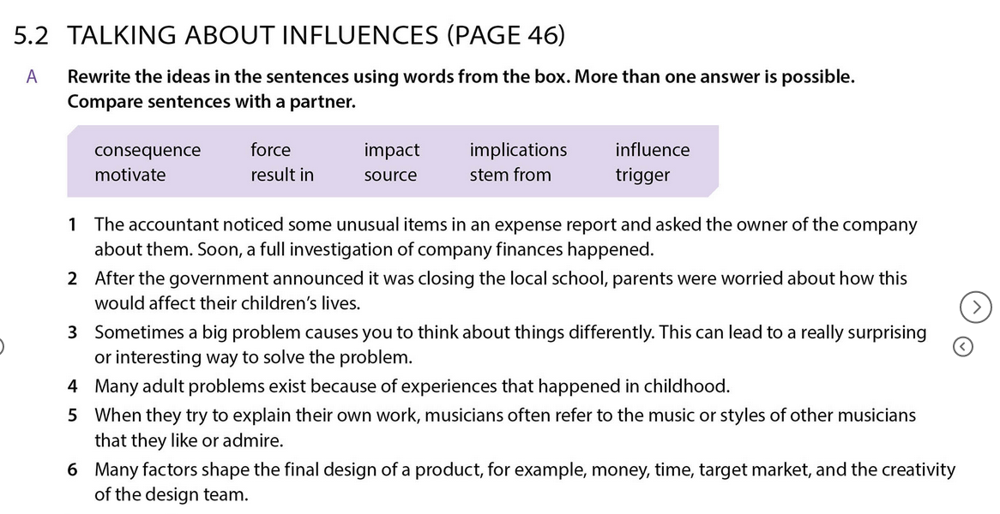 5.2 TALKING ABOUT INFLUENCES (PAGE 46)
A Rewrite the ideas in the sentences using words from the box. More than one answer is possible.
Compare sentences with a partner.
consequence force impact implications influence
motivate result in source stem from trigger
1 The accountant noticed some unusual items in an expense report and asked the owner of the company
about them. Soon, a full investigation of company finances happened.
2 After the government announced it was closing the local school, parents were worried about how this
would affect their children’s lives.
3 Sometimes a big problem causes you to think about things differently. This can lead to a really surprising
or interesting way to solve the problem.
4 Many adult problems exist because of experiences that happened in childhood.
5 When they try to explain their own work, musicians often refer to the music or styles of other musicians
that they like or admire.
6 Many factors shape the final design of a product, for example, money, time, target market, and the creativity
of the design team.